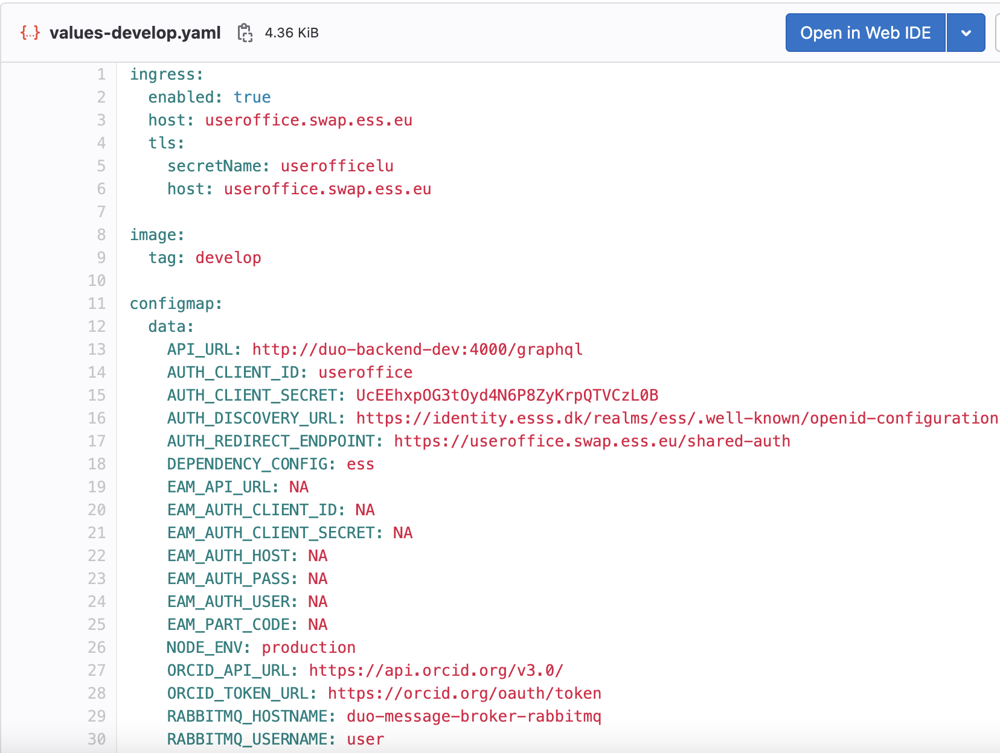 values-develop.yaml 4.36 KiB Open in Web IDE
1 ingress:
2 enabled: true
3 host: useroffice.swap.ess.eu
4 tls:
5 secretName: userofficelu
6 host: useroffice.swap.ess.eu
7
8 image:
9 tag: develop
10
11 configmap:
12 data:
13 API_URL: http://duo-backend-dev:4000/graphql
14 AUTH_CLIENT_ID: useroffice
15 AUTH_CLIENT_SECRET: UcEEhxpOG3tOyd4N6P8ZyKrpQTVCzL0B
16 AUTH_DISCOVERY_URL: https://identity.esss.dk/realms/ess/.well-known/openid-configuration
17 AUTH_REDIRECT_ENDPOINT: https://useroffice.swap.ess.eu/shared-auth
18 DEPENDENCY_CONFIG: ess
19 EAM_API_URL: NA
20 EAM_AUTH_CLIENT_ID: NA
21 EAM_AUTH_CLIENT_SECRET: NA
22 EAM_AUTH_HOST: NA
23 EAM_AUTH_PASS: NA
24 EAM_AUTH_USER: NA
25 EAM_PART_CODE: NA
26 NODE_ENV: production
27 ORCID_API_URL: https://api.orcid.org/v3.0/
28 ORCID_TOKEN_URL: https://orcid.org/oauth/token
29 RABBITMQ_HOSTNAME: duo-message-broker-rabbitmq
30 RABBITMQ_USERNAME: user